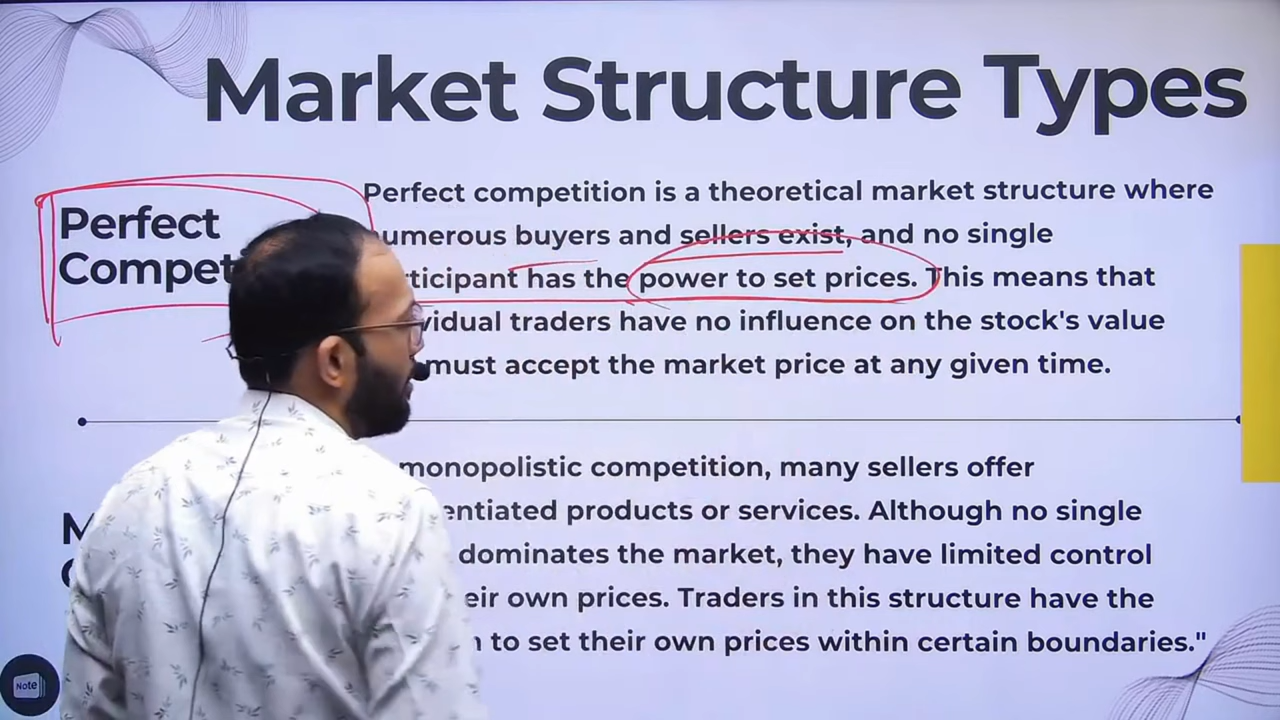 Market Structure Types
Perfect
Compet
Perfect competition is a theoretical market structure where
umerous buyers and sellers exist, and no single
ticipant has the power to set prices. This means that
vidual traders have no influence on the stock's value
must accept the market price at any given time.
monopolistic competition, many sellers offer
entiated products or services. Although no single
dominates the market, they have limited control
eir own prices. Traders in this structure have the
to set their own prices within certain boundaries."
Note